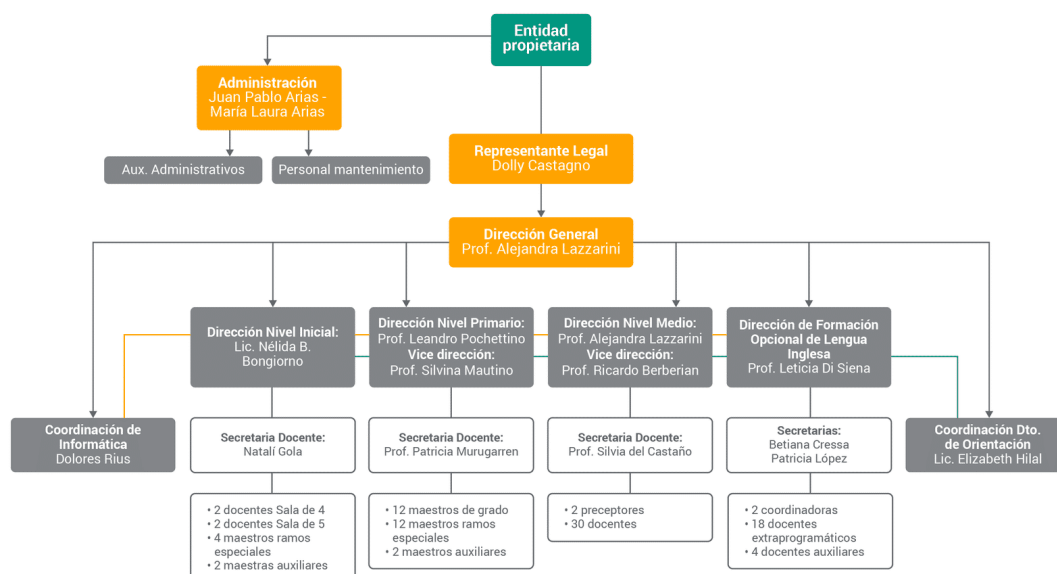 Entidad
propietaria
Administración
Juan Pablo Arias -
María Laura Arias
Aux. Administrativos
Personal mantenimiento
Representante Legal
Dolly Castagno
Dirección General
Prof. Alejandra Lazzarini
Dirección Nivel Inicial:
Lic. Nélida B.
Bongiorno
Dirección Nivel Primario:
Prof. Leandro Pochettino
Vice dirección:
Prof. Silvina Mautino
Dirección Nivel Medio:
Prof. Alejandra Lazzarini
Vice dirección:
Prof. Ricardo Berberian
Dirección de Formación
Opcional de Lengua
Inglesa
Prof. Leticia Di Siena
Coordinación de
Informática
Dolores Rius
Secretaria Docente:
Natalí Gola
Secretaria Docente:
Prof. Patricia Murugarren
Secretaria Docente:
Prof. Silvia del Castaño
Secretarias:
Betiana Cressa
Patricia López
Coordinación Dto.
de Orientación
Lic. Elizabeth Hilal
• 2 docentes Sala de 4
• 2 docentes Sala de 5
• 4 maestros ramos
especiales
• 2 maestras auxiliares
• 12 maestros de grado
• 12 maestros ramos
especiales
• 2 maestros auxiliares
• 2 preceptores
• 30 docentes
• 2 coordinadoras
• 18 docentes
extraprogramáticos
• 4 docentes auxiliares